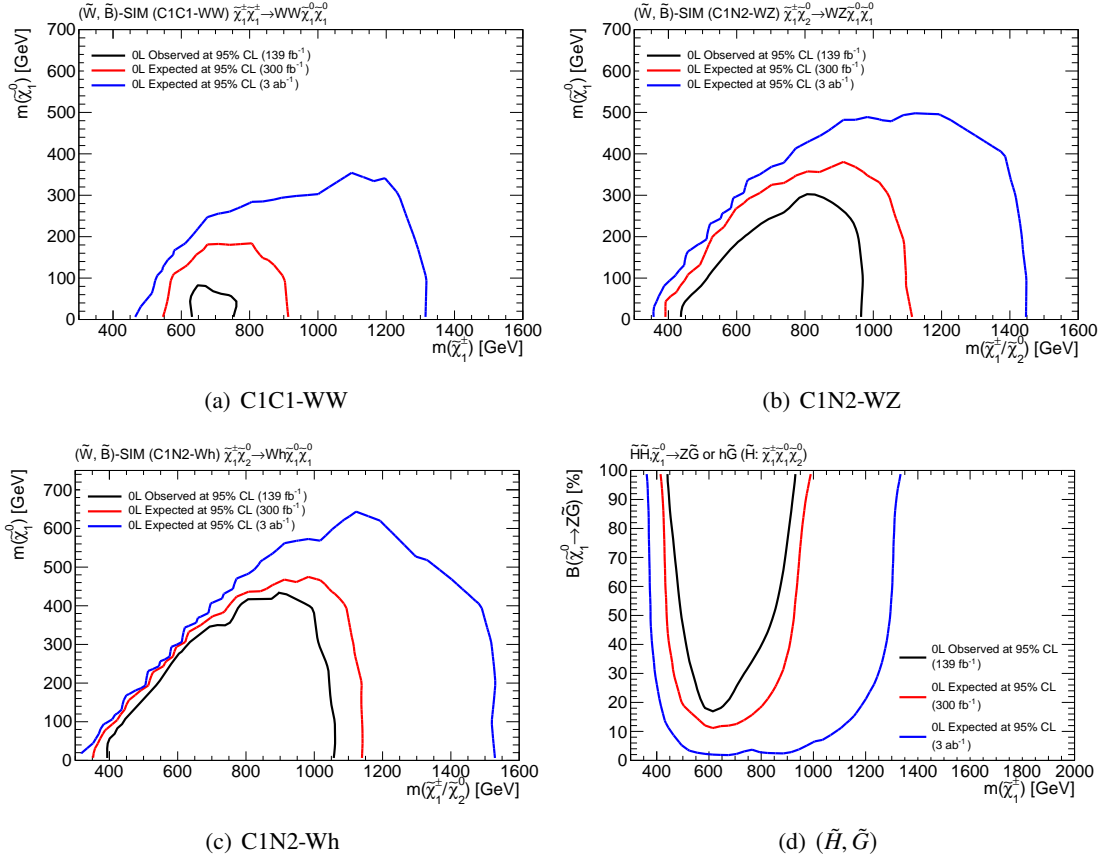 (W̃, B̃)-SIM (C1C1-WW) χ̃₁±χ̃₁±→WWχ̃₁⁰χ̃₁⁰
m(χ̃₁⁰) [GeV]
700
600
500
400
300
200
100
0
0L Observed at 95% CL (139 fb⁻¹)
0L Expected at 95% CL (300 fb⁻¹)
0L Expected at 95% CL (3 ab⁻¹)
400 600 800 1000 1200 1400 1600
m(χ̃₁±) [GeV]
(a) C1C1-WW
(W̃, B̃)-SIM (C1N2-WZ) χ̃₁±χ̃₂⁰→WZχ̃₁⁰χ̃₁⁰
m(χ̃₁⁰) [GeV]
700
600
500
400
300
200
100
0
0L Observed at 95% CL (139 fb⁻¹)
0L Expected at 95% CL (300 fb⁻¹)
0L Expected at 95% CL (3 ab⁻¹)
400 600 800 1000 1200 1400 1600
m(χ̃₁±/χ̃₂⁰) [GeV]
(b) C1N2-WZ
(W̃, B̃)-SIM (C1N2-Wh) χ̃₁±χ̃₂⁰→Whχ̃₁⁰χ̃₁⁰
m(χ̃₁⁰) [GeV]
700
600
500
400
300
200
100
0
0L Observed at 95% CL (139 fb⁻¹)
0L Expected at 95% CL (300 fb⁻¹)
0L Expected at 95% CL (3 ab⁻¹)
400 600 800 1000 1200 1400 1600
m(χ̃₁±/χ̃₂⁰) [GeV]
(c) C1N2-Wh
H̃H̃,χ̃₁⁰→ZG̃ or hG̃ (H̃: χ̃₁±χ̃₁⁰χ̃₂⁰)
B(χ̃₁⁰→ZG̃) [%]
100
90
80
70
60
50
40
30
20
10
0
0L Observed at 95% CL
(139 fb⁻¹)
0L Expected at 95% CL
(300 fb⁻¹)
0L Expected at 95% CL
(3 ab⁻¹)
400 600 800 1000 1200 1400 1600 1800 2000
m(χ̃₁±) [GeV]
(d) (H̃, G̃)